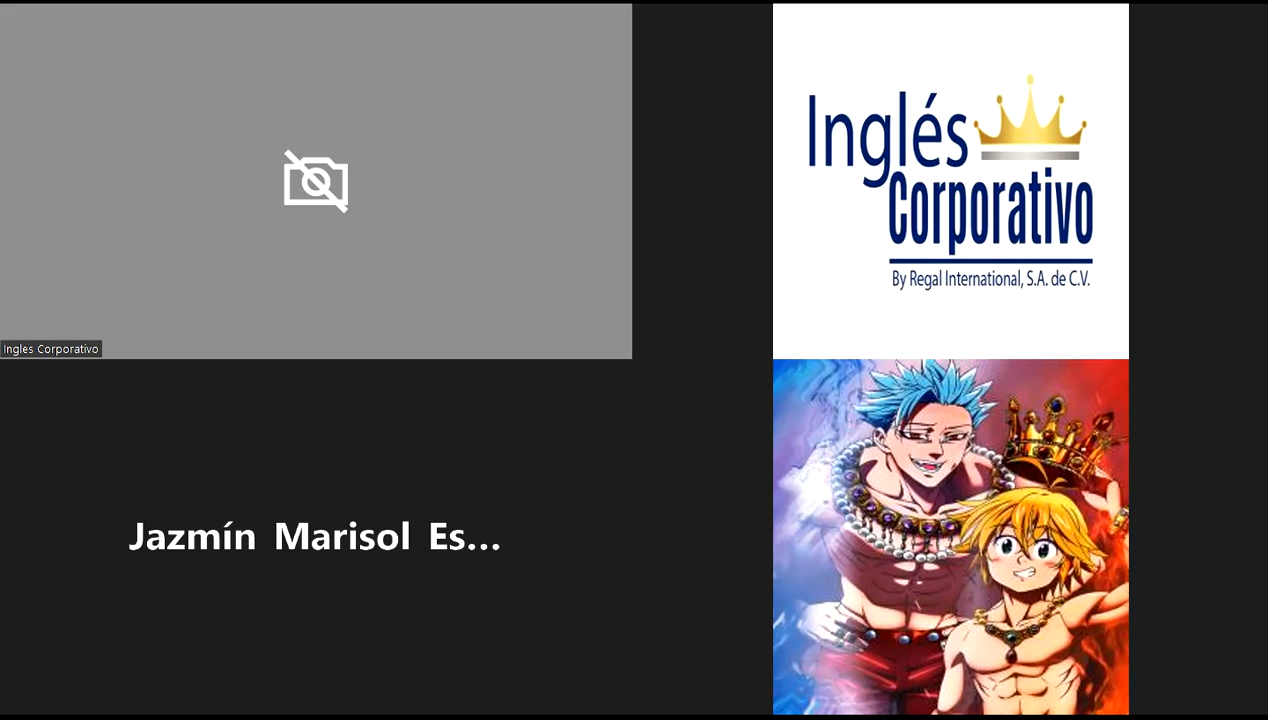 Inglés
Corporativo
By Regal International, S.A. de C.V.
Ingles Corporativo
Jazmín Marisol Es...